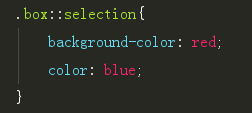 .box::selection{
    background-color: red;
    color: blue;
}